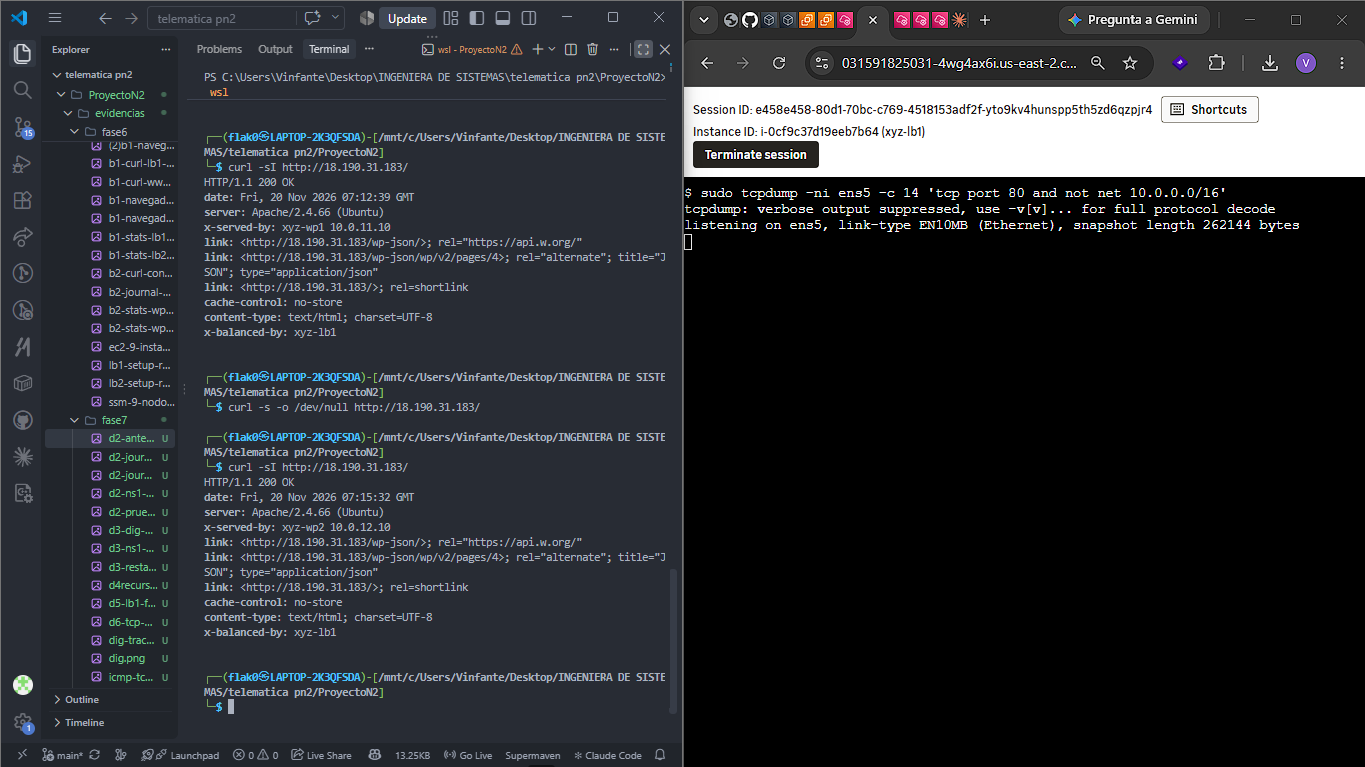 telematica pn2
Update
Explorer
telematica pn2
ProyectoN2
evidencias
fase6
(2)b1-naveg...
b1-curl-lb1-...
b1-curl-ww...
b1-navegad...
b1-navegad...
b1-stats-lb1...
b1-stats-lb2...
b2-curl-con...
b2-journal-...
b2-stats-wp...
b2-stats-wp...
ec2-9-insta...
lb1-setup-r...
lb2-setup-r...
ssm-9-nodo...
fase7
d2-ante... U
d2-jour... U
d2-jour... U
d2-ns1-... U
d2-prue... U
d3-dig-... U
d3-ns1-... U
d3-resta... U
d4recurs... U
d5-lb1-f... U
d6-tcp-... U
dig-trac... U
dig.png U
icmp-tc... U
Outline
Timeline
15
1
Problems Output Terminal ... wsl - ProyectoN2
PS C:\Users\Vinfante\Desktop\INGENIERA DE SISTEMAS\telematica pn2\ProyectoN2>
wsl
┌──(flak0㉿LAPTOP-2K3QFSDA)-[/mnt/c/Users/Vinfante/Desktop/INGENIERA DE SISTE
MAS/telematica pn2/ProyectoN2]
└─$ curl -sI http://18.190.31.183/
HTTP/1.1 200 OK
date: Fri, 20 Nov 2026 07:12:39 GMT
server: Apache/2.4.66 (Ubuntu)
x-served-by: xyz-wp1 10.0.11.10
link: <http://18.190.31.183/wp-json/>; rel="https://api.w.org/"
link: <http://18.190.31.183/wp-json/wp/v2/pages/4>; rel="alternate"; title="J
SON"; type="application/json"
link: <http://18.190.31.183/>; rel=shortlink
cache-control: no-store
content-type: text/html; charset=UTF-8
x-balanced-by: xyz-lb1
┌──(flak0㉿LAPTOP-2K3QFSDA)-[/mnt/c/Users/Vinfante/Desktop/INGENIERA DE SISTE
MAS/telematica pn2/ProyectoN2]
└─$ curl -s -o /dev/null http://18.190.31.183/
┌──(flak0㉿LAPTOP-2K3QFSDA)-[/mnt/c/Users/Vinfante/Desktop/INGENIERA DE SISTE
MAS/telematica pn2/ProyectoN2]
└─$ curl -sI http://18.190.31.183/
HTTP/1.1 200 OK
date: Fri, 20 Nov 2026 07:15:32 GMT
server: Apache/2.4.66 (Ubuntu)
x-served-by: xyz-wp2 10.0.12.10
link: <http://18.190.31.183/wp-json/>; rel="https://api.w.org/"
link: <http://18.190.31.183/wp-json/wp/v2/pages/4>; rel="alternate"; title="J
SON"; type="application/json"
link: <http://18.190.31.183/>; rel=shortlink
cache-control: no-store
content-type: text/html; charset=UTF-8
x-balanced-by: xyz-lb1
┌──(flak0㉿LAPTOP-2K3QFSDA)-[/mnt/c/Users/Vinfante/Desktop/INGENIERA DE SISTE
MAS/telematica pn2/ProyectoN2]
└─$
main* Launchpad 0 0 Live Share 13.25KB Go Live Supermaven Claude Code
Pregunta a Gemini
031591825031-4wg4ax6i.us-east-2.c...
V
Session ID: e458e458-80d1-70bc-c769-4518153adf2f-yto9kv4hunspp5th5zd6qzpjr4
Shortcuts
Instance ID: i-0cf9c37d19eeb7b64 (xyz-lb1)
Terminate session
$ sudo tcpdump -ni ens5 -c 14 'tcp port 80 and not net 10.0.0.0/16'
tcpdump: verbose output suppressed, use -v[v]... for full protocol decode
listening on ens5, link-type EN10MB (Ethernet), snapshot length 262144 bytes